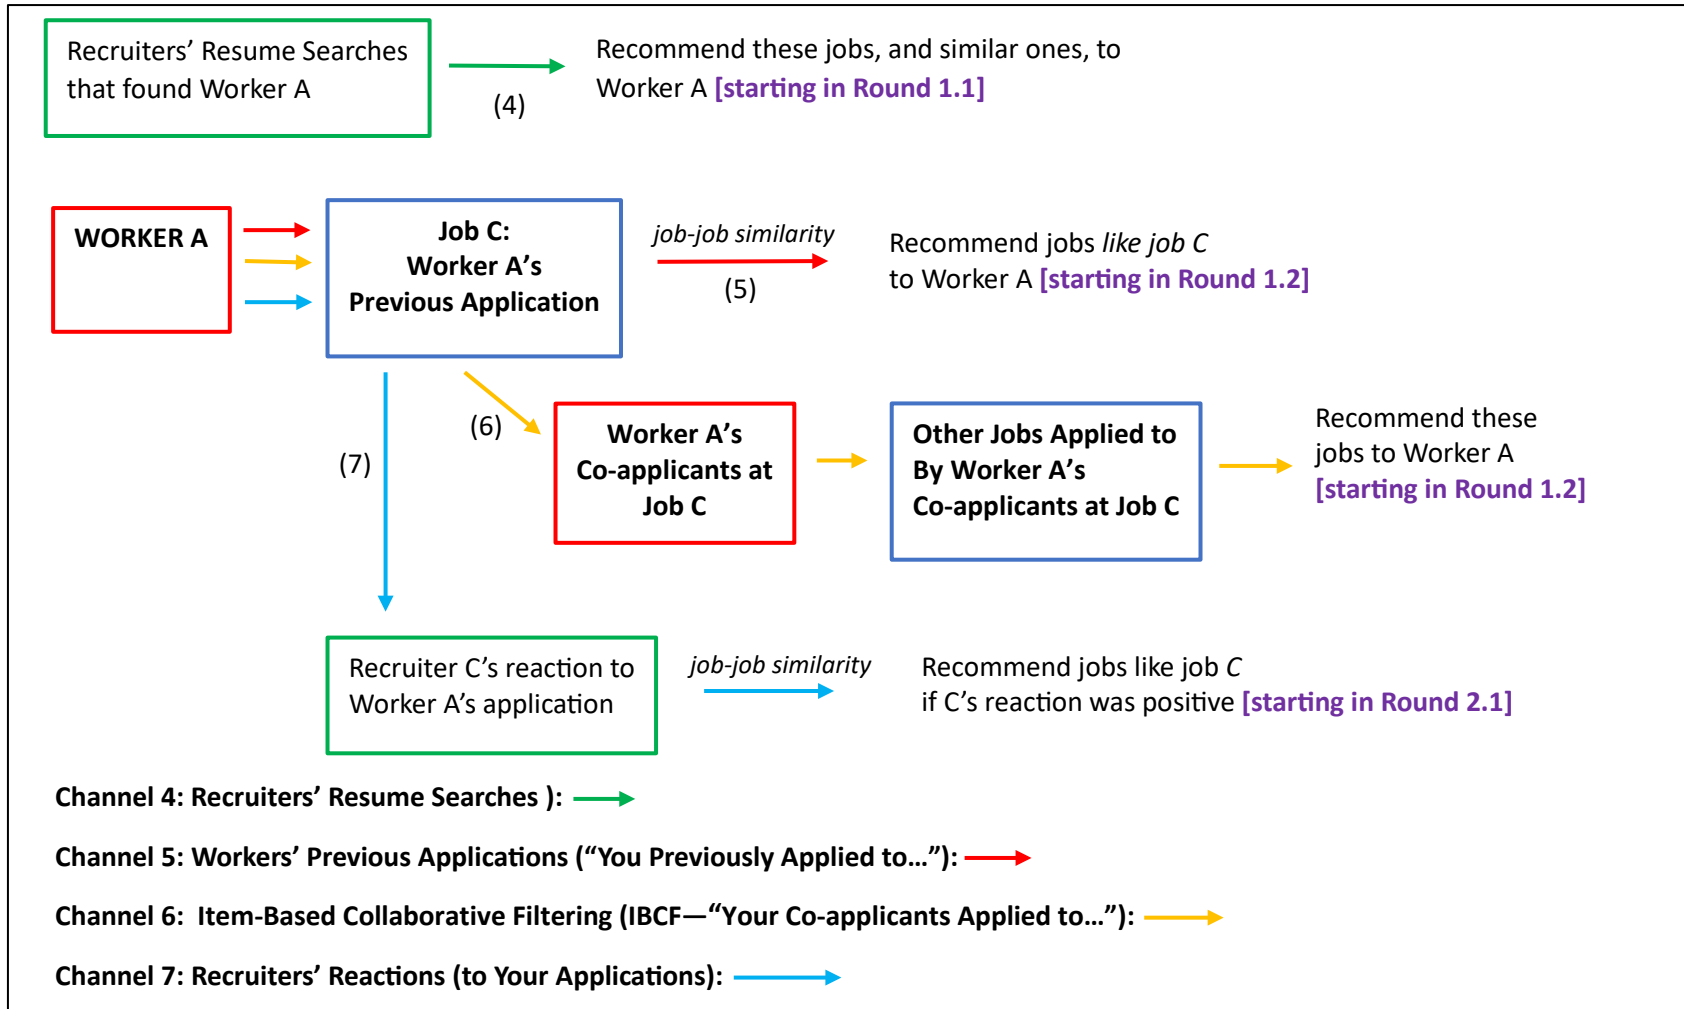 Recruiters’ Resume Searches
that found Worker A
(4)
Recommend these jobs, and similar ones, to
Worker A [starting in Round 1.1]
WORKER A
Job C:
Worker A’s
Previous Application
job-job similarity
(5)
Recommend jobs like job C
to Worker A [starting in Round 1.2]
(6)
(7)
Worker A’s
Co-applicants at
Job C
Other Jobs Applied to
By Worker A’s
Co-applicants at Job C
Recommend these
jobs to Worker A
[starting in Round 1.2]
Recruiter C’s reaction to
Worker A’s application
job-job similarity
Recommend jobs like job C
if C’s reaction was positive [starting in Round 2.1]
Channel 4: Recruiters’ Resume Searches ):
Channel 5: Workers’ Previous Applications (“You Previously Applied to…”):
Channel 6:  Item-Based Collaborative Filtering (IBCF—“Your Co-applicants Applied to…”):
Channel 7: Recruiters’ Reactions (to Your Applications):